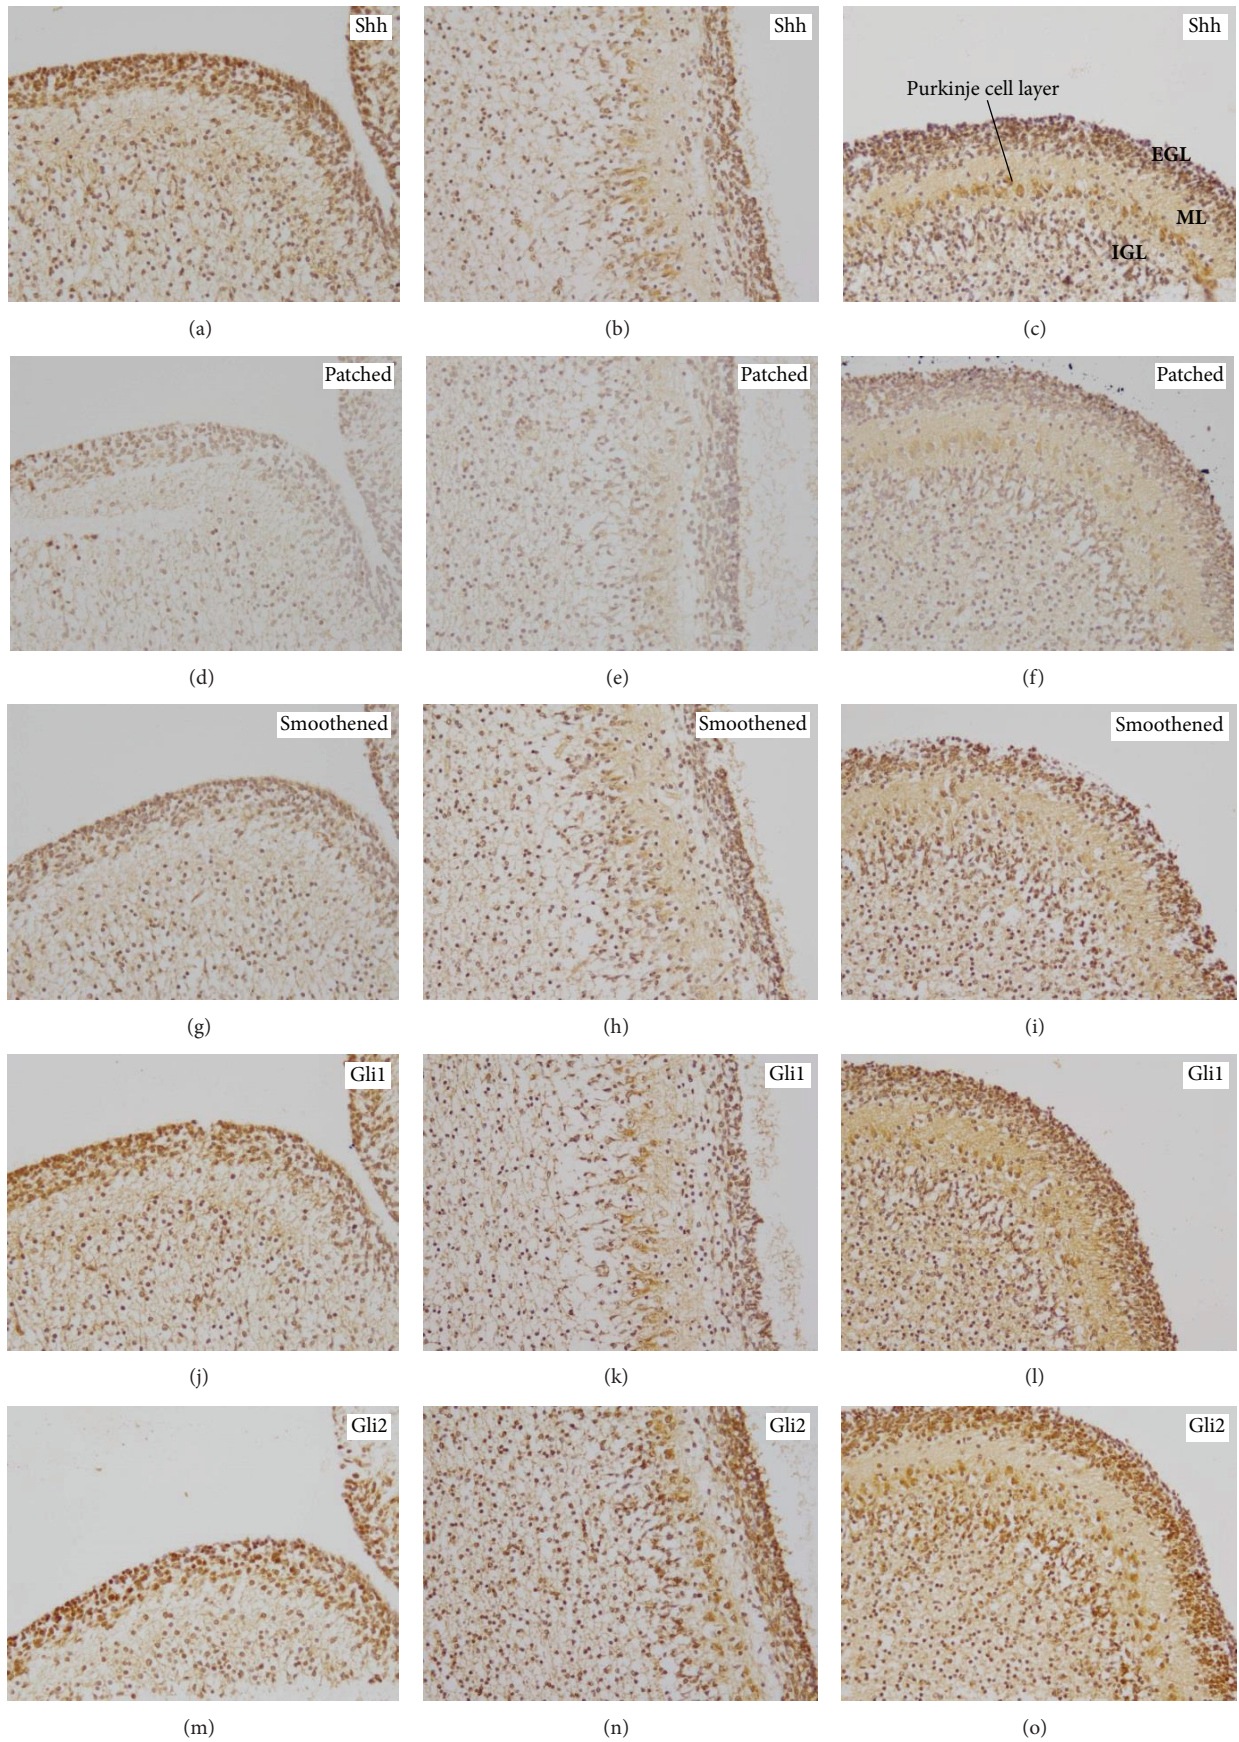 Shh
Shh
Shh
Purkinje cell layer
EGL
ML
IGL
(a)
(b)
(c)
Patched
Patched
Patched
(d)
(e)
(f)
Smoothened
Smoothened
Smoothened
(g)
(h)
(i)
Gli1
Gli1
Gli1
(j)
(k)
(l)
Gli2
Gli2
Gli2
(m)
(n)
(o)